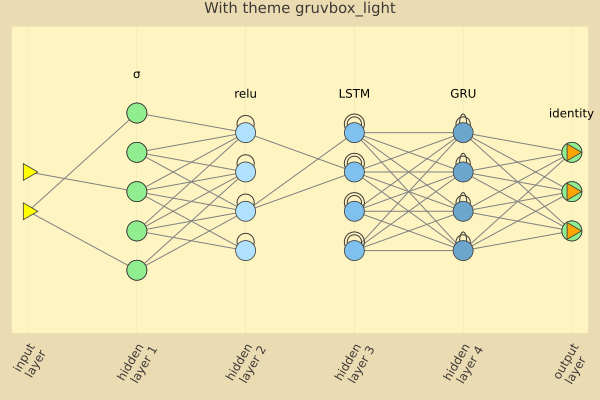 With theme gruvbox_light
σ
relu
LSTM
GRU
identity
input
layer
hidden
layer 1
hidden
layer 2
hidden
layer 3
hidden
layer 4
output
layer